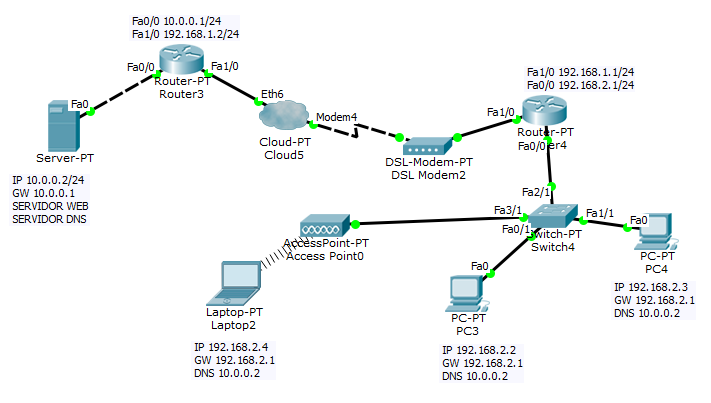 Fa0/0 10.0.0.1/24
Fa1/0 192.168.1.2/24
Fa0/0
Fa1/0
Router-PT
Router3
Fa0
Server-PT
IP 10.0.0.2/24
GW 10.0.0.1
SERVIDOR WEB
SERVIDOR DNS
Eth6
Modem4
Cloud-PT
Cloud5
DSL-Modem-PT
DSL Modem2
Fa1/0 192.168.1.1/24
Fa0/0 192.168.2.1/24
Fa1/0
Router-PT
Fa0/0
er4
Fa2/1
Fa3/1
Fa0/1
Fa1/1
witch-PT
Switch4
AccessPoint-PT
Access Point0
Laptop-PT
Laptop2
IP 192.168.2.4
GW 192.168.2.1
DNS 10.0.0.2
Fa0
PC-PT
PC3
IP 192.168.2.2
GW 192.168.2.1
DNS 10.0.0.2
Fa0
PC-PT
PC4
IP 192.168.2.3
GW 192.168.2.1
DNS 10.0.0.2